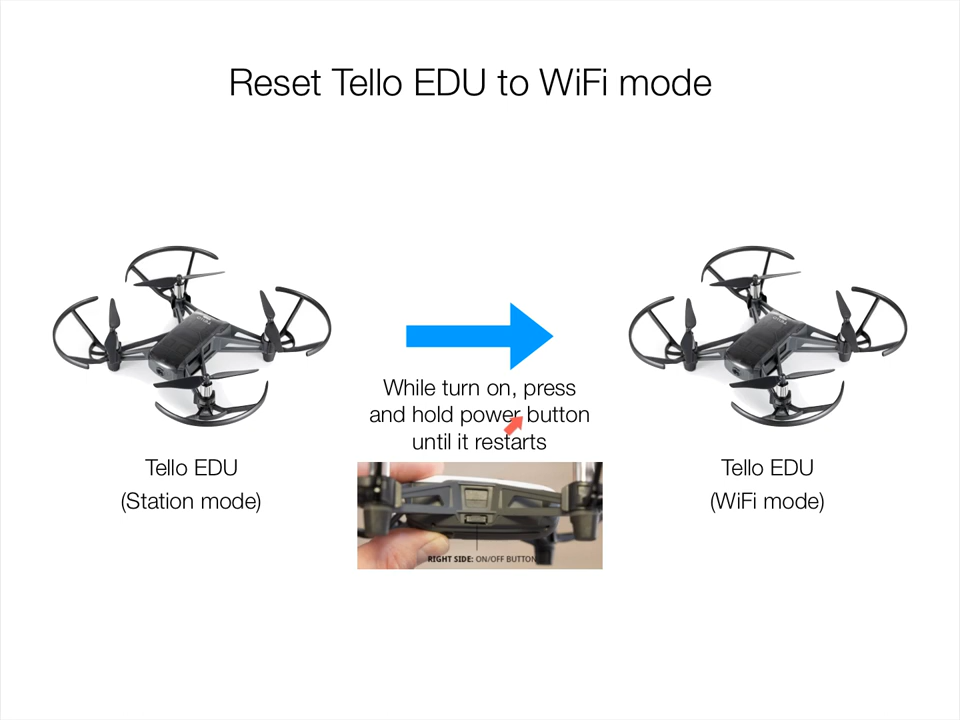 Reset Tello EDU to WiFi mode
While turn on, press
and hold power button
until it restarts
Tello EDU
(Station mode)
Tello EDU
(WiFi mode)
RIGHT SIDE: ON/OFF BUTTON